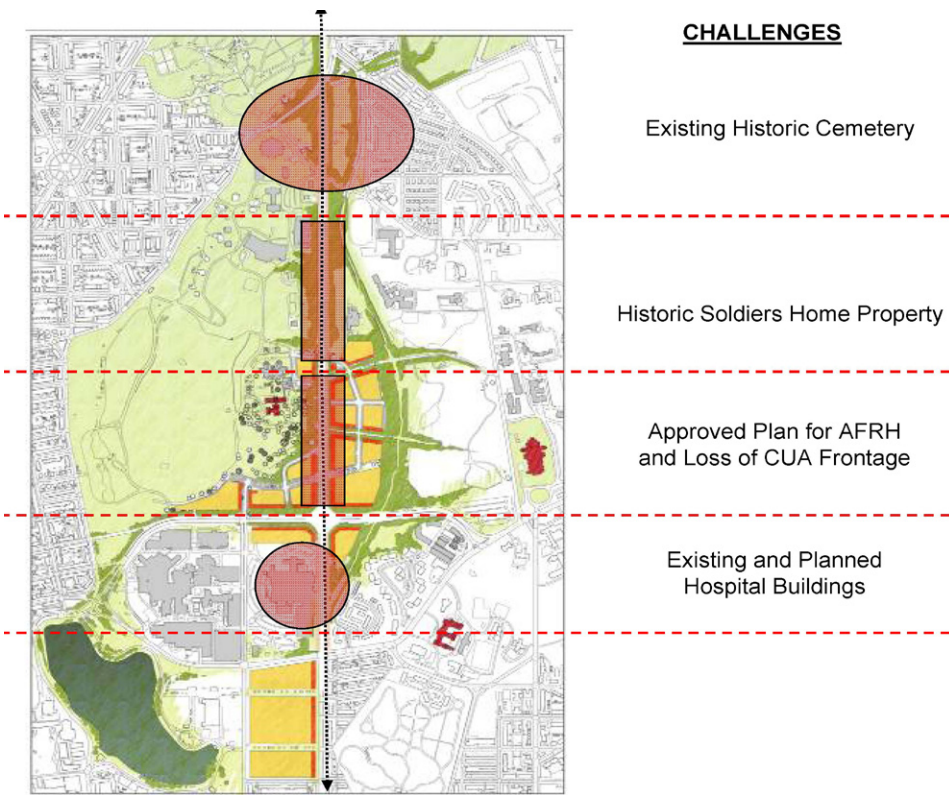 CHALLENGES
Existing Historic Cemetery
Historic Soldiers Home Property
Approved Plan for AFRH
and Loss of CUA Frontage
Existing and Planned
Hospital Buildings